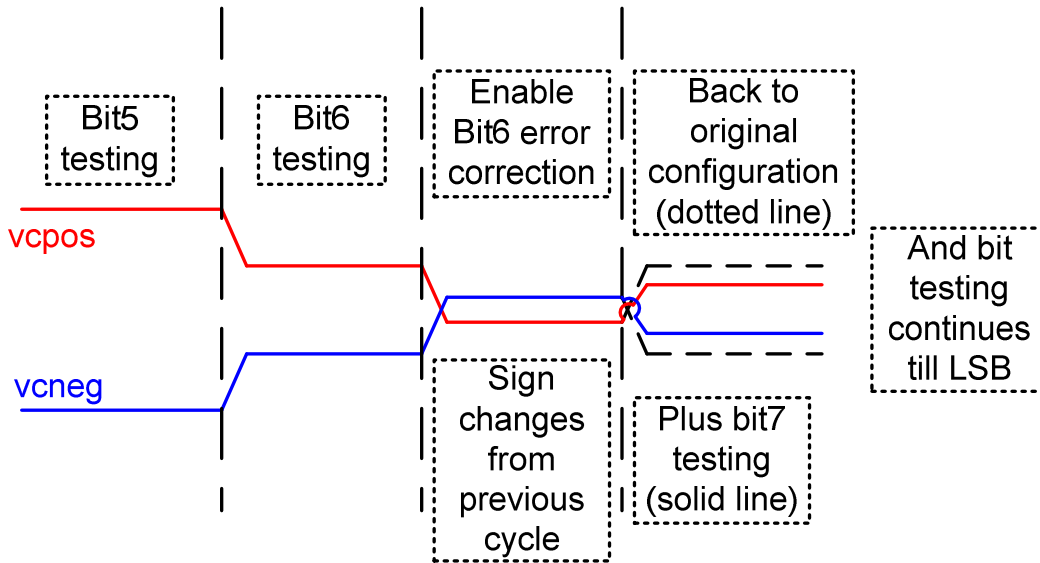 Bit5
testing
Bit6
testing
Enable
Bit6 error
correction
Back to
original
configuration
(dotted line)
vcpos
And bit
testing
continues
till LSB
vcneg
Sign
changes
from
previous
cycle
Plus bit7
testing
(solid line)